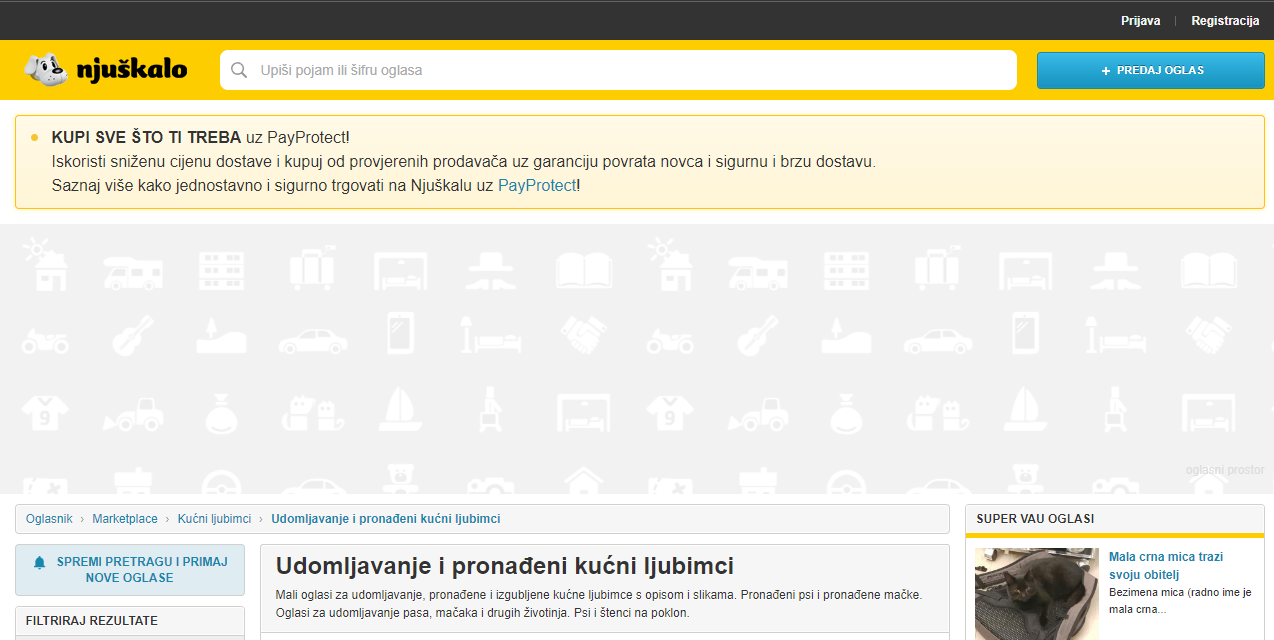 Prijava
Registracija
njuškalo
Upiši pojam ili šifru oglasa
+ PREDAJ OGLAS
KUPI SVE ŠTO TI TREBA uz PayProtect!
Iskoristi sniženu cijenu dostave i kupuj od provjerenih prodavača uz garanciju povrata novca i sigurnu i brzu dostavu.
Saznaj više kako jednostavno i sigurno trgovati na Njuškalu uz PayProtect!
9
9
oglasni prostor
Oglasnik › Marketplace › Kućni ljubimci › Udomljavanje i pronađeni kućni ljubimci
SPREMI PRETRAGU I PRIMAJ
NOVE OGLASE
FILTRIRAJ REZULTATE
Udomljavanje i pronađeni kućni ljubimci
Mali oglasi za udomljavanje, pronađene i izgubljene kućne ljubimce s opisom i slikama. Pronađeni psi i pronađene mačke.
Oglasi za udomljavanje pasa, mačaka i drugih životinja. Psi i štenci na poklon.
SUPER VAU OGLASI
Mala crna mica trazi
svoju obitelj
Bezimena mica (radno ime je
mala crna...